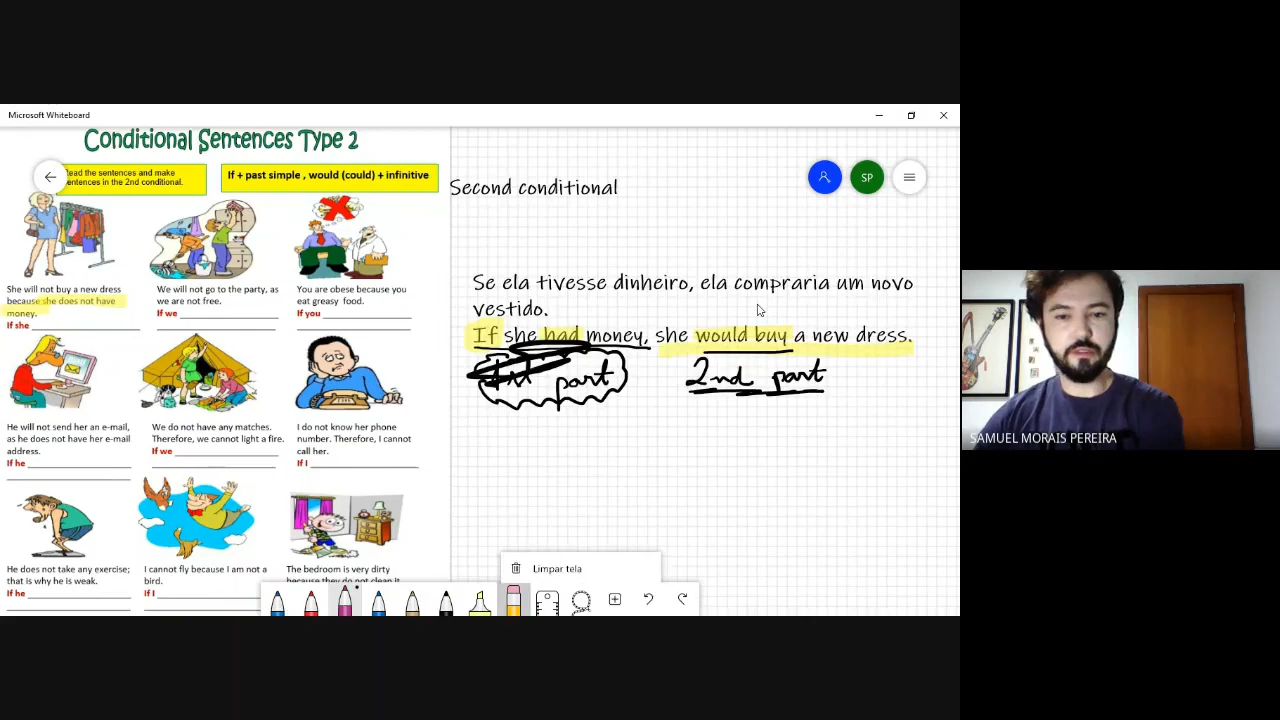 Microsoft Whiteboard
Conditional Sentences Type 2
ead the sentences and make
entences in the 2nd conditional.
If + past simple , would (could) + infinitive
Second conditional
SP
She will not buy a new dress
because she does not have
money.
If she
We will not go to the party, as
we are not free.
If we
You are obese because you
eat greasy food.
If you
Se ela tivesse dinheiro, ela compraria um novo
vestido.
If she had money, she would buy a new dress.
part
2nd part
He will not send her an e-mail,
as he does not have her e-mail
address.
If he
We do not have any matches.
Therefore, we cannot light a fire.
If we
I do not know her phone
number. Therefore, I cannot
call her.
If I
He does not take any exercise;
that is why he is weak.
If he
I cannot fly because I am not a
bird.
If I
The bedroom is very dirty
because they do not clean it
Limpar tela
SAMUEL MORAIS PEREIRA